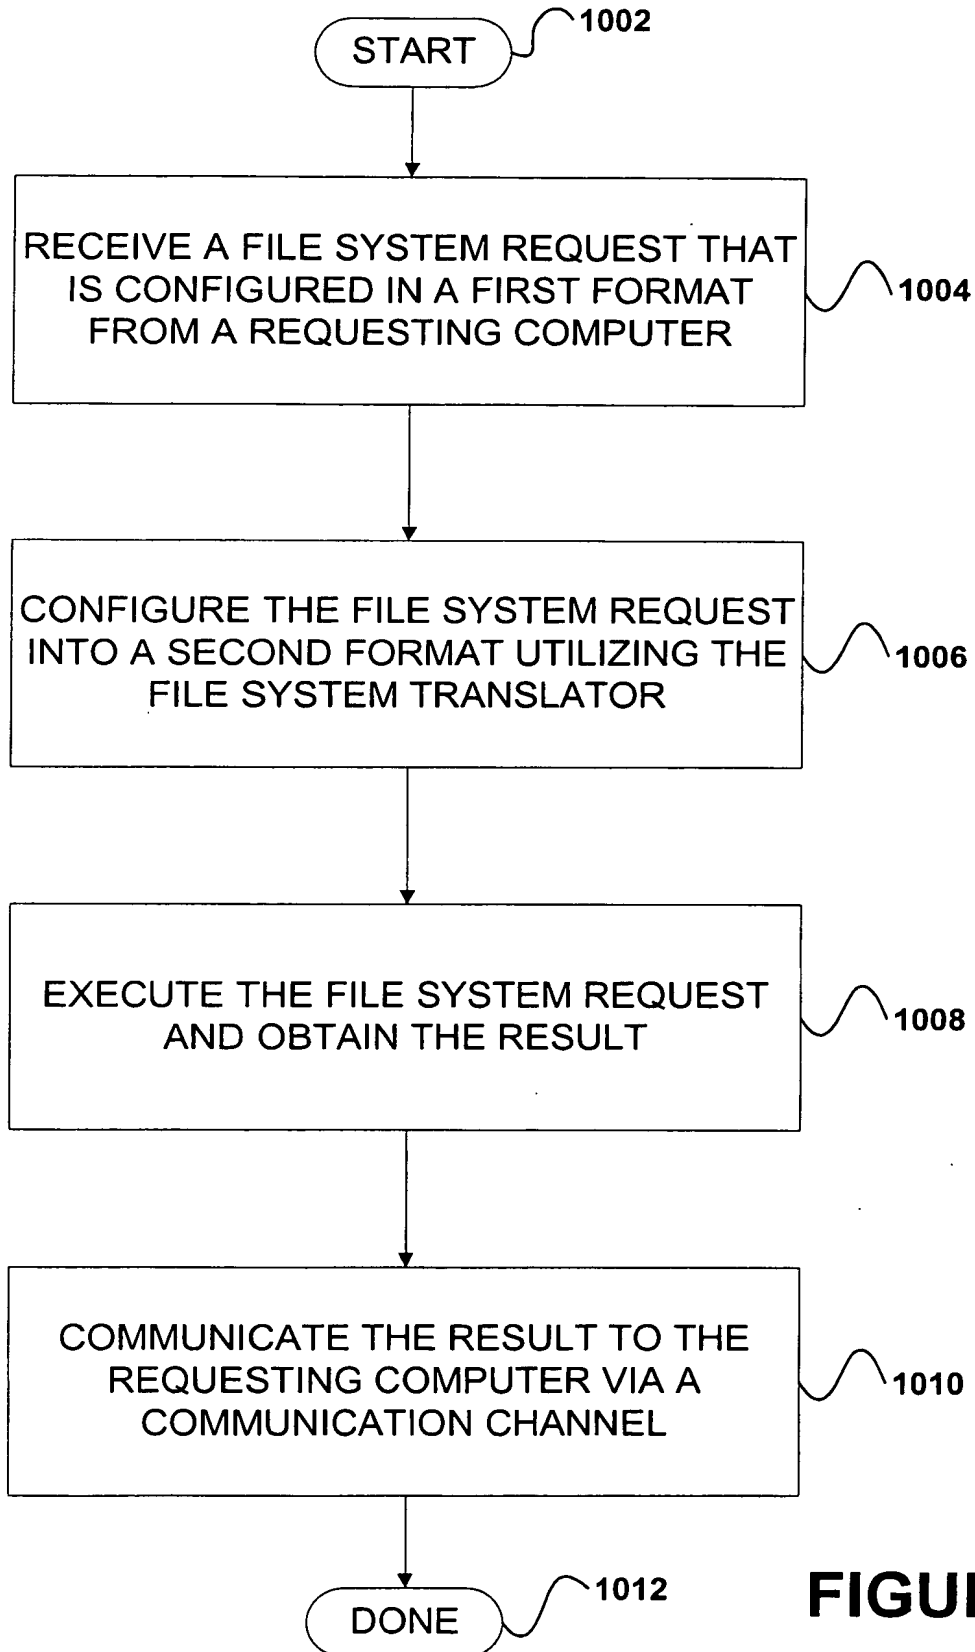 START
1002
RECEIVE A FILE SYSTEM REQUEST THAT
IS CONFIGURED IN A FIRST FORMAT
FROM A REQUESTING COMPUTER
1004
CONFIGURE THE FILE SYSTEM REQUEST
INTO A SECOND FORMAT UTILIZING THE
FILE SYSTEM TRANSLATOR
1006
EXECUTE THE FILE SYSTEM REQUEST
AND OBTAIN THE RESULT
1008
COMMUNICATE THE RESULT TO THE
REQUESTING COMPUTER VIA A
COMMUNICATION CHANNEL
1010
DONE
1012